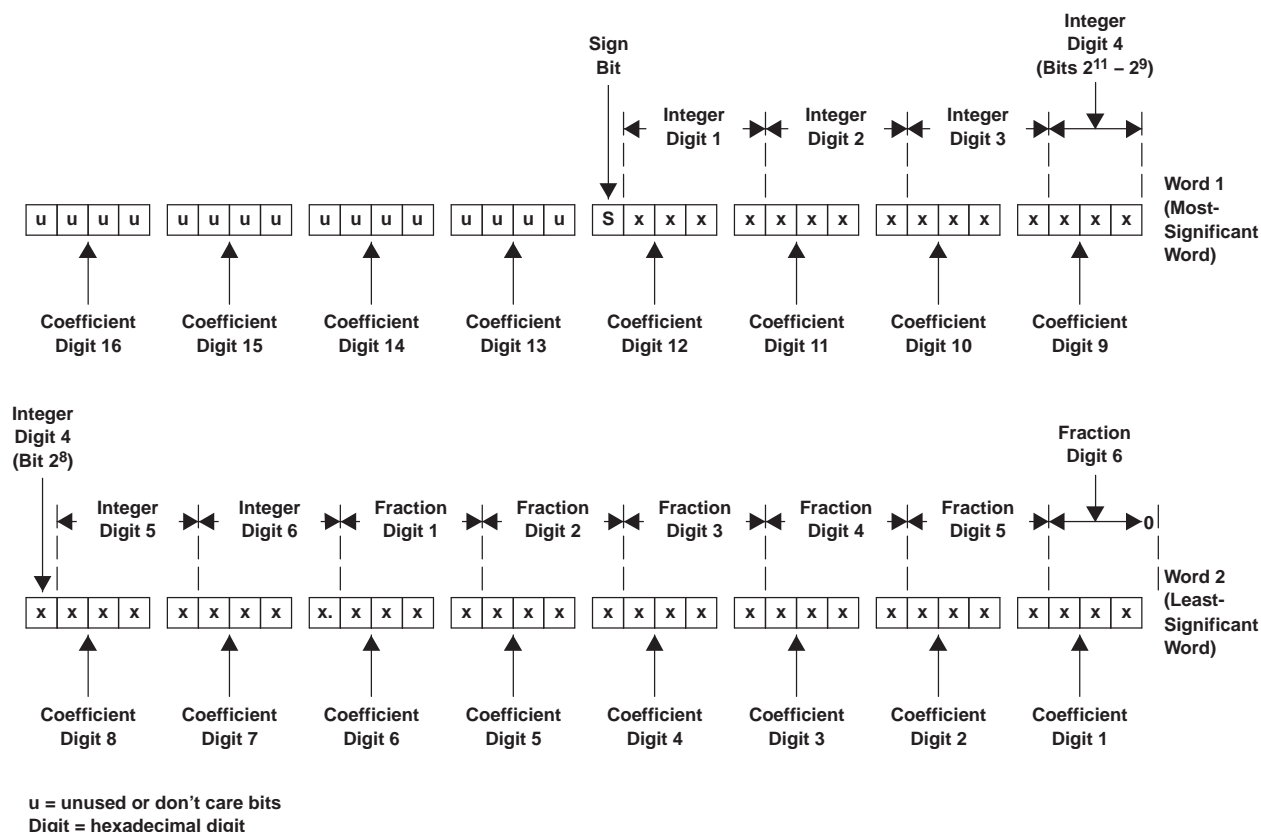 Integer
Digit 4
(Bits 2¹¹ – 2⁹)
Sign
Bit
Integer
Digit 1
Integer
Digit 2
Integer
Digit 3
Word 1
(Most-
Significant
Word)
u u u u u u u u u u u u u u u u S x x x x x x x x x x x x x x x
Coefficient
Digit 16
Coefficient
Digit 15
Coefficient
Digit 14
Coefficient
Digit 13
Coefficient
Digit 12
Coefficient
Digit 11
Coefficient
Digit 10
Coefficient
Digit 9
Integer
Digit 4
(Bit 2⁸)
Fraction
Digit 6
Integer
Digit 5
Integer
Digit 6
Fraction
Digit 1
Fraction
Digit 2
Fraction
Digit 3
Fraction
Digit 4
Fraction
Digit 5
0
Word 2
(Least-
Significant
Word)
x x x x x x x x x. x x x x x x x x x x x x x x x x x x x x x x x
Coefficient
Digit 8
Coefficient
Digit 7
Coefficient
Digit 6
Coefficient
Digit 5
Coefficient
Digit 4
Coefficient
Digit 3
Coefficient
Digit 2
Coefficient
Digit 1
u = unused or don't care bits
Digit = hexadecimal digit